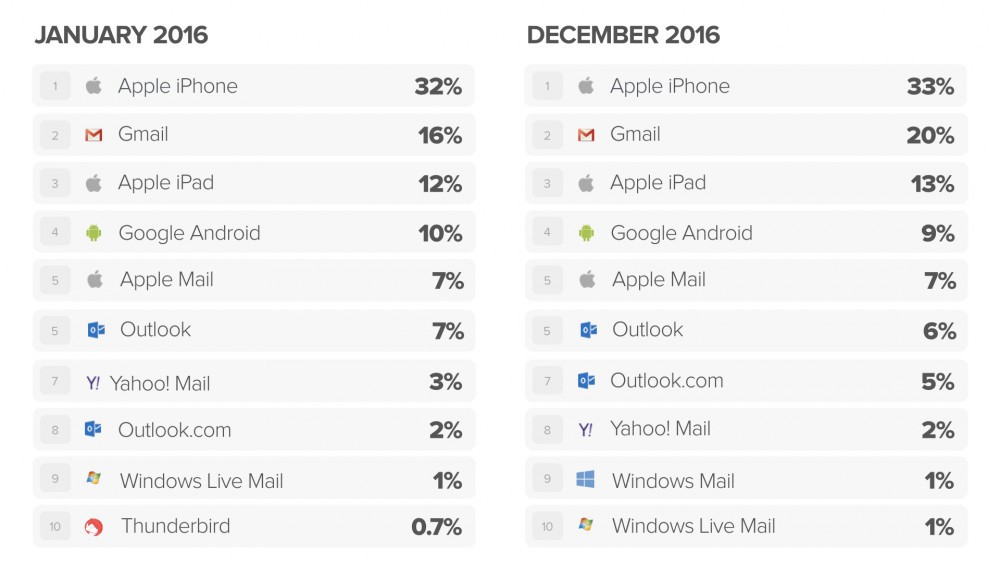 JANUARY 2016
1 Apple iPhone 32%
2 Gmail 16%
3 Apple iPad 12%
4 Google Android 10%
5 Apple Mail 7%
5 Outlook 7%
7 Y! Yahoo! Mail 3%
8 Outlook.com 2%
9 Windows Live Mail 1%
10 Thunderbird 0.7%
DECEMBER 2016
1 Apple iPhone 33%
2 Gmail 20%
3 Apple iPad 13%
4 Google Android 9%
5 Apple Mail 7%
5 Outlook 6%
7 Outlook.com 5%
8 Y! Yahoo! Mail 2%
9 Windows Mail 1%
10 Windows Live Mail 1%